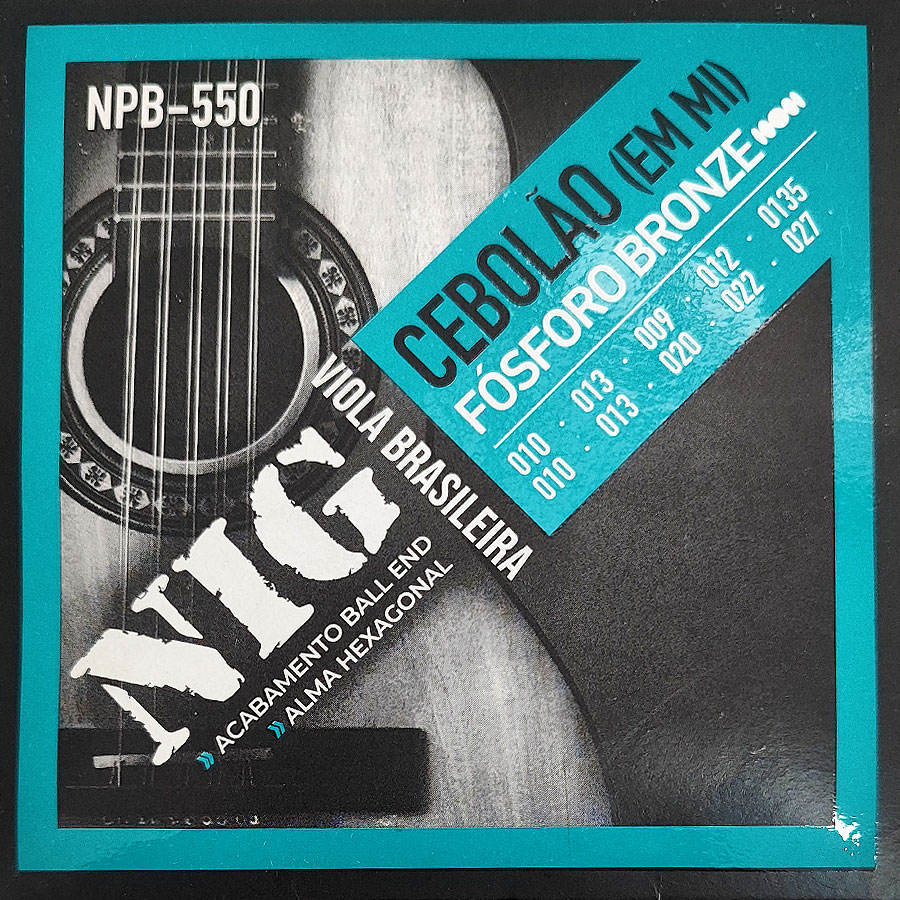 NPB-550
CEBOLÃO (EM MI)
FÓSFORO BRONZE
010 · 013 · 009 · 012 · 0135
010 · 013 · 020 · 022 · 027
VIOLA BRASILEIRA
NIG
» ACABAMENTO BALL END
» ALMA HEXAGONAL